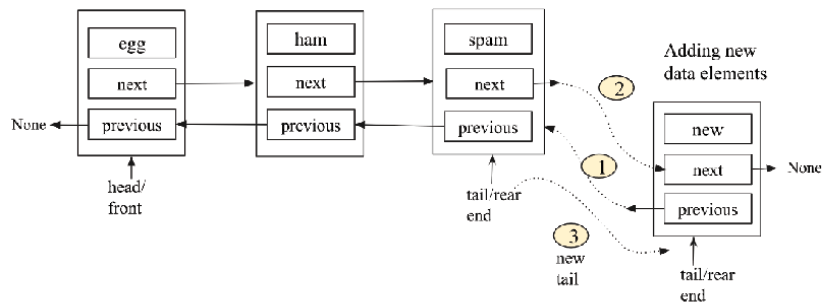 egg
next
previous
None
head/
front
ham
next
previous
spam
next
previous
tail/rear
end
2
1
3
new
tail
Adding new
data elements
new
next
previous
None
tail/rear
end